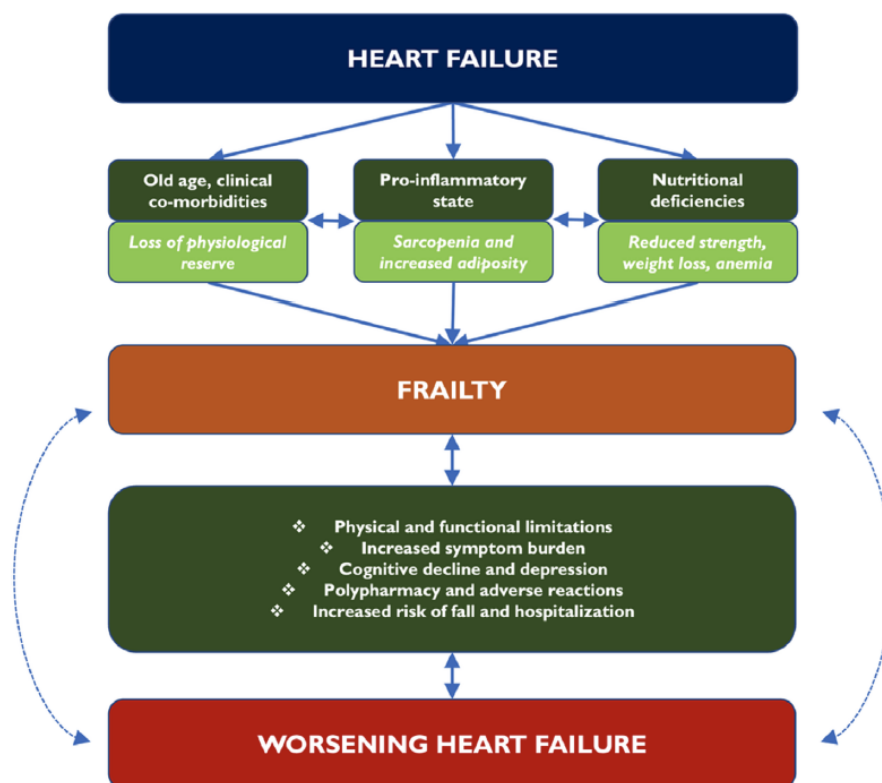 HEART FAILURE
Old age, clinical
co-morbidities
Loss of physiological
reserve
Pro-inflammatory
state
Sarcopenia and
increased adiposity
Nutritional
deficiencies
Reduced strength,
weight loss, anemia
FRAILTY
❖ Physical and functional limitations
❖ Increased symptom burden
❖ Cognitive decline and depression
❖ Polypharmacy and adverse reactions
❖ Increased risk of fall and hospitalization
WORSENING HEART FAILURE